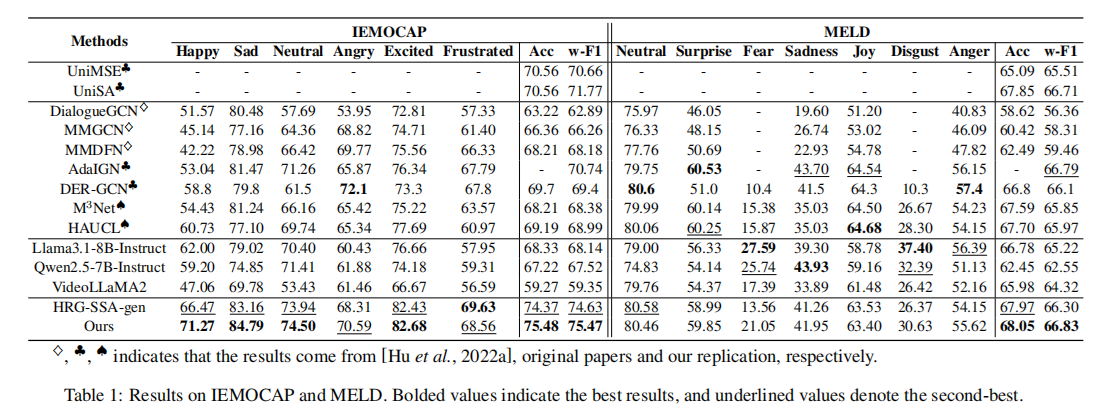 Methods IEMOCAP MELD
Happy Sad Neutral Angry Excited Frustrated Acc w-F1 Neutral Surprise Fear Sadness Joy Disgust Anger Acc w-F1
UniMSE♣ - - - - - - 70.56 70.66 - - - - - - - 65.09 65.51
UniSA♣ - - - - - - 70.56 71.77 - - - - - - - 67.85 66.71
DialogueGCN♢ 51.57 80.48 57.69 53.95 72.81 57.33 63.22 62.89 75.97 46.05 - 19.60 51.20 - 40.83 58.62 56.36
MMGCN♢ 45.14 77.16 64.36 68.82 74.71 61.40 66.36 66.26 76.33 48.15 - 26.74 53.02 - 46.09 60.42 58.31
MMDFN♢ 42.22 78.98 66.42 69.77 75.56 66.33 68.21 68.18 77.76 50.69 - 22.93 54.78 - 47.82 62.49 59.46
AdaIGN♣ 53.04 81.47 71.26 65.87 76.34 67.79 - 70.74 79.75 60.53 - 43.70 64.54 - 56.15 - 66.79
DER-GCN♣ 58.8 79.8 61.5 72.1 73.3 67.8 69.7 69.4 80.6 51.0 10.4 41.5 64.3 10.3 57.4 66.8 66.1
M³Net♠ 54.43 81.24 66.16 65.42 75.22 63.57 68.21 68.38 79.99 60.14 15.38 35.03 64.50 26.67 54.23 67.59 65.85
HAUCL♠ 60.73 77.10 69.74 65.34 77.69 60.97 69.19 68.99 80.06 60.25 15.87 35.03 64.68 28.30 54.15 67.70 65.97
Llama3.1-8B-Instruct 62.00 79.02 70.40 60.43 76.66 57.95 68.33 68.14 79.00 56.33 27.59 39.30 58.78 37.40 56.39 66.78 65.22
Qwen2.5-7B-Instruct 59.20 74.85 71.41 61.88 74.18 59.31 67.22 67.52 74.83 54.14 25.74 43.93 59.16 32.39 51.13 62.45 62.55
VideoLLaMA2 47.06 69.78 53.43 61.46 66.67 56.59 59.27 59.35 79.76 54.37 17.39 33.89 61.48 26.42 52.16 65.98 64.32
HRG-SSA-gen 66.47 83.16 73.94 68.31 82.43 69.63 74.37 74.63 80.58 58.99 13.56 41.26 63.53 26.37 54.15 67.97 66.30
Ours 71.27 84.79 74.50 70.59 82.68 68.56 75.48 75.47 80.46 59.85 21.05 41.95 63.40 30.63 55.62 68.05 66.83
♢, ♣, ♠ indicates that the results come from [Hu et al., 2022a], original papers and our replication, respectively.
Table 1: Results on IEMOCAP and MELD. Bolded values indicate the best results, and underlined values denote the second-best.